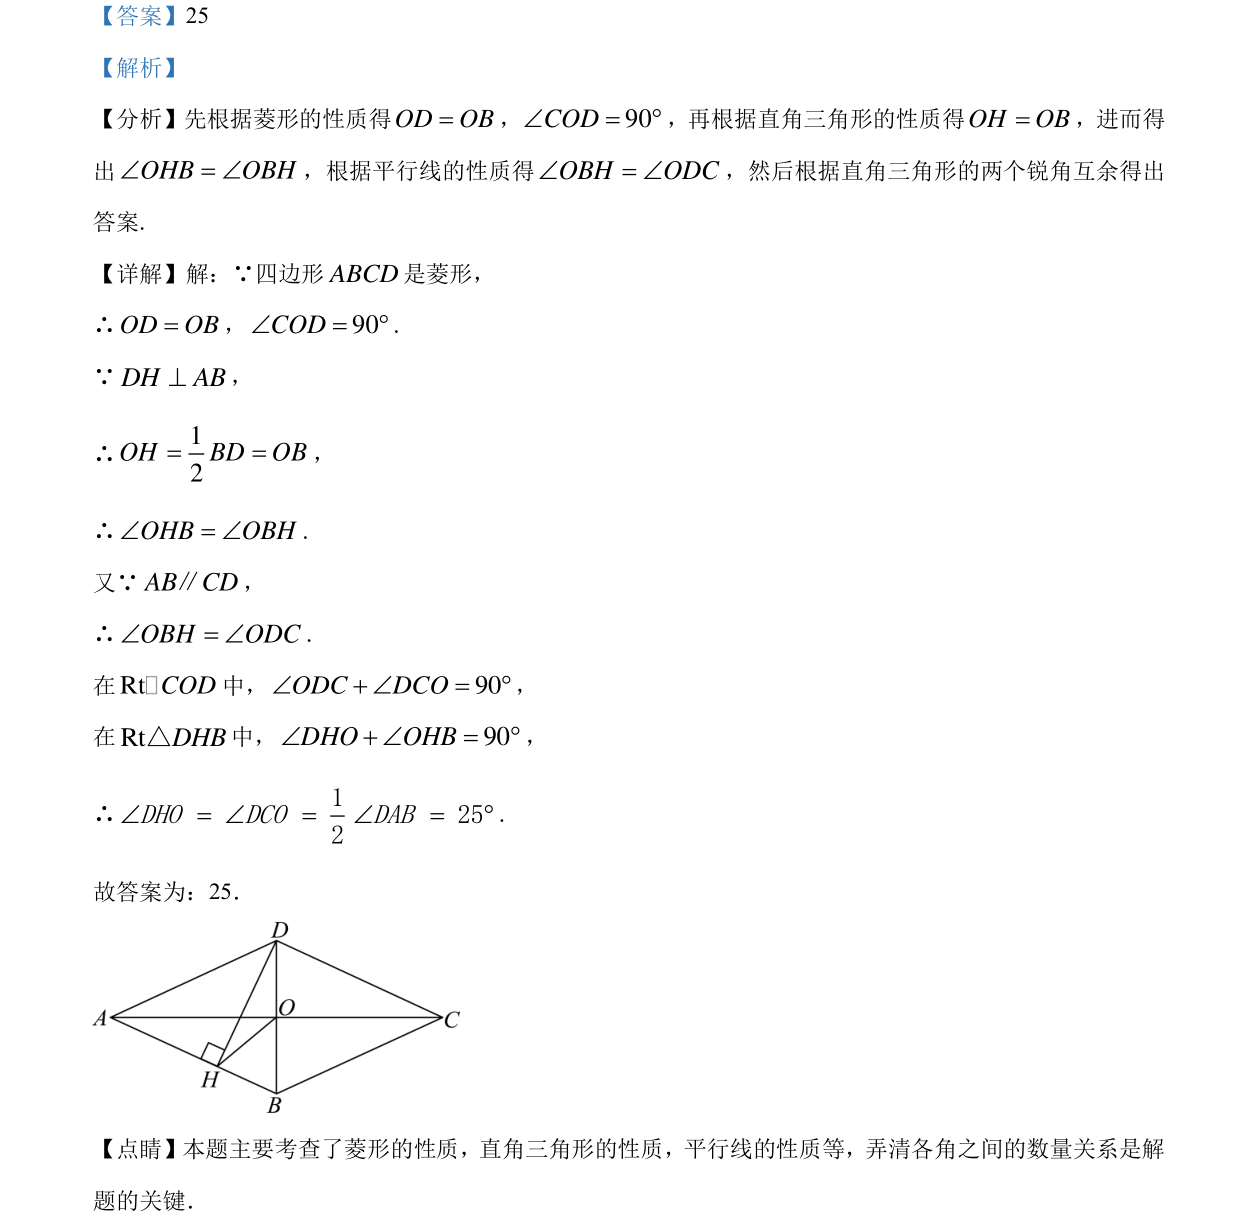 【答案】25
【解析】
【分析】先根据菱形的性质得OD = OB，∠COD = 90°，再根据直角三角形的性质得OH = OB，进而得
出∠OHB = ∠OBH，根据平行线的性质得∠OBH = ∠ODC，然后根据直角三角形的两个锐角互余得出
答案.
【详解】解：∵四边形ABCD是菱形，
∴OD = OB，∠COD = 90°.
∵DH ⊥ AB，
∴OH = 1/2 BD = OB，
∴∠OHB = ∠OBH.
又∵AB∥CD，
∴∠OBH = ∠ODC.
在Rt□COD中，∠ODC + ∠DCO = 90°，
在Rt△DHB中，∠DHO + ∠OHB = 90°，
∴∠DHO = ∠DCO = 1/2 ∠DAB = 25°.
故答案为：25.
D
A
O
C
H
B
【点睛】本题主要考查了菱形的性质，直角三角形的性质，平行线的性质等，弄清各角之间的数量关系是解
题的关键.